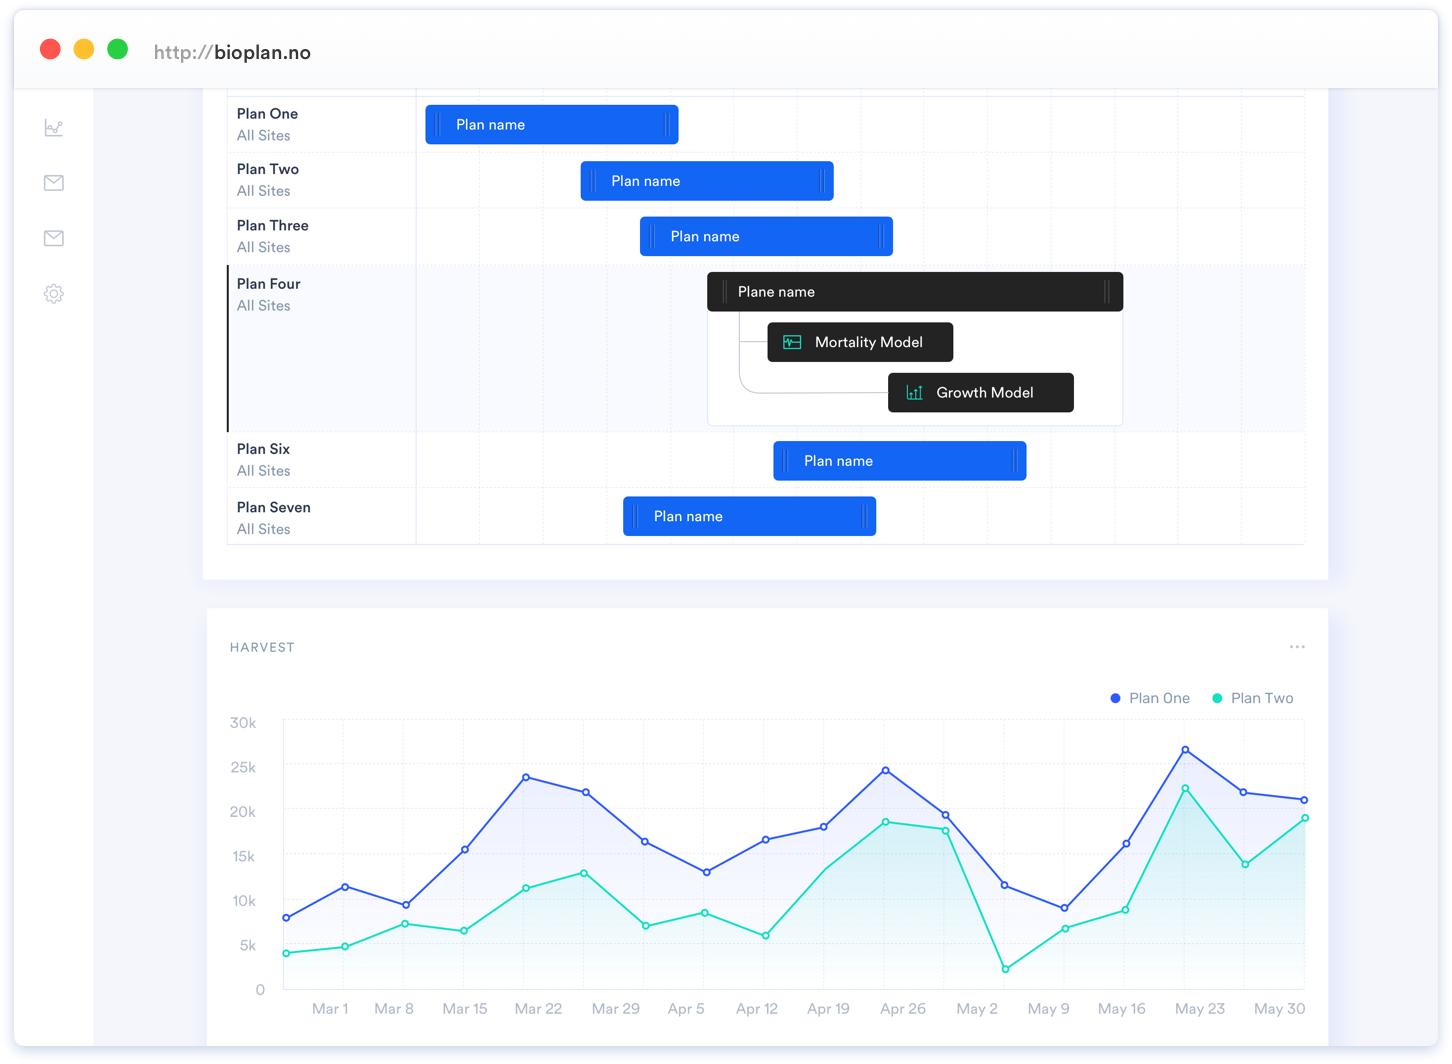 http://bioplan.no
Plan One
All Sites
Plan name
Plan Two
All Sites
Plan name
Plan Three
All Sites
Plan name
Plan Four
All Sites
Plane name
Mortality Model
Growth Model
Plan Six
All Sites
Plan name
Plan Seven
All Sites
Plan name
HARVEST
Plan One Plan Two
30k
25k
20k
15k
10k
5k
0
Mar 1 Mar 8 Mar 15 Mar 22 Mar 29 Apr 5 Apr 12 Apr 19 Apr 26 May 2 May 9 May 16 May 23 May 30